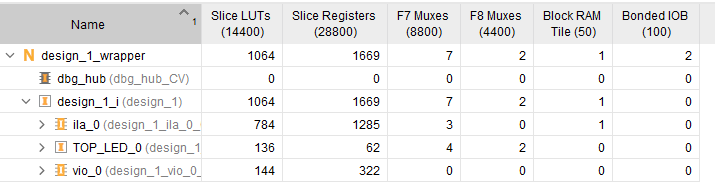 Name 1 Slice LUTs (14400) Slice Registers (28800) F7 Muxes (8800) F8 Muxes (4400) Block RAM Tile (50) Bonded IOB (100)
N design_1_wrapper 1064 1669 7 2 1 2
dbg_hub (dbg_hub_CV) 0 0 0 0 0 0
design_1_i (design_1) 1064 1669 7 2 1 0
ila_0 (design_1_ila_0_ 784 1285 3 0 1 0
TOP_LED_0 (design_1 136 62 4 2 0 0
vio_0 (design_1_vio_0_ 144 322 0 0 0 0